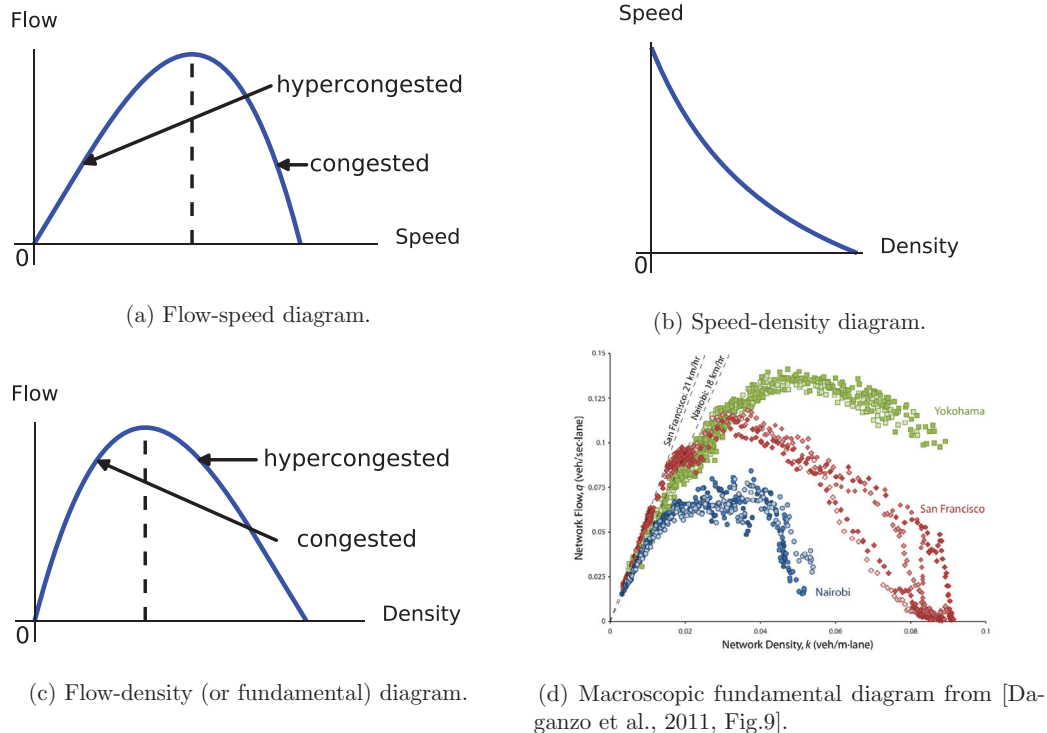 Flow
hypercongested
congested
Speed
0
(a) Flow-speed diagram.
Speed
Density
0
(b) Speed-density diagram.
Flow
hypercongested
congested
Density
0
(c) Flow-density (or fundamental) diagram.
0.15
0.125
0.1
0.075
0.05
0.025
0
Network Flow, q (veh/sec-lane)
San Francisco: 21 km/hr
Nairobi: 18 km/hr
Yokohama
San Francisco
Nairobi
0 0.02 0.04 0.06 0.08 0.1
Network Density, k (veh/m-lane)
(d) Macroscopic fundamental diagram from [Da-
ganzo et al., 2011, Fig.9].